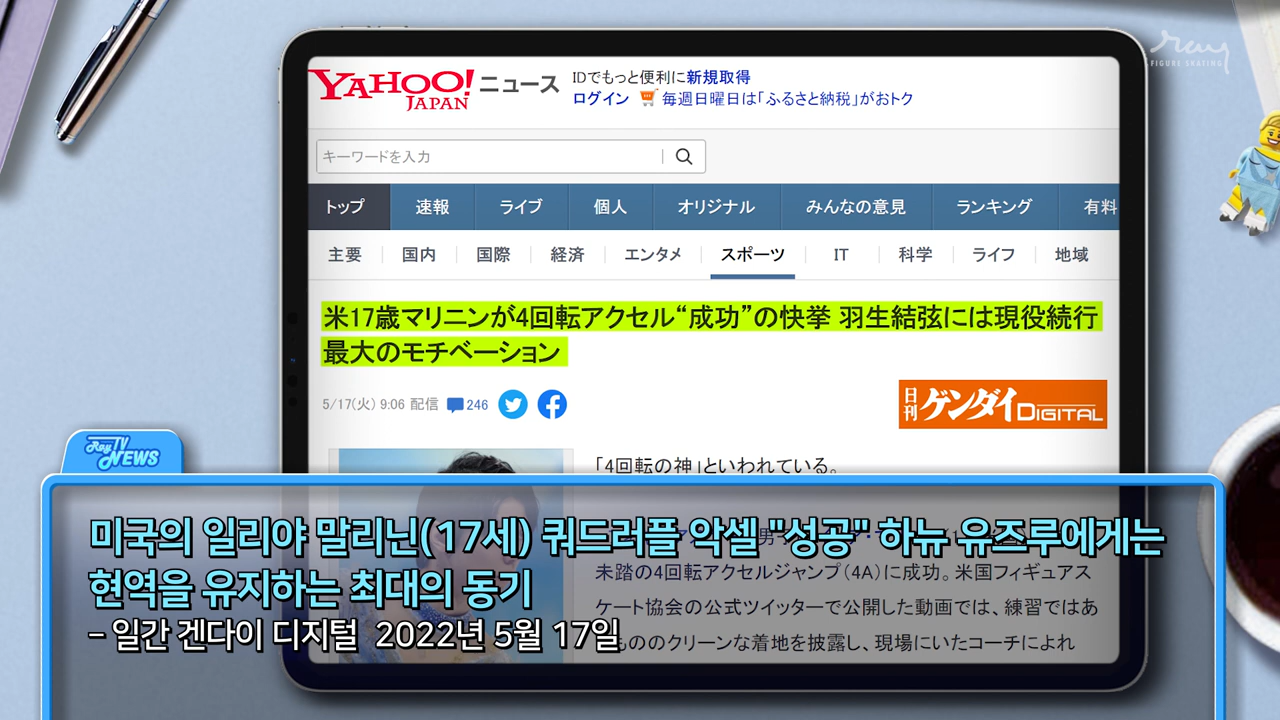 Ray
FIGURE SKATING
YAHOO!
JAPAN
ニュース
IDでもっと便利に新規取得
ログイン 毎週日曜日は「ふるさと納税」がおトク
キーワードを入力
トップ 速報 ライブ 個人 オリジナル みんなの意見 ランキング 有料
主要 国内 国際 経済 エンタメ スポーツ IT 科学 ライフ 地域
米17歳マリニンが4回転アクセル“成功”の快挙 羽生結弦には現役続行
最大のモチベーション
5/17(火) 9:06 配信 246
日刊ゲンダイDIGITAL
「4回転の神」といわれている。
Ray TV
NEWS
미국의 일리야 말리닌(17세) 쿼드러플 악셀 "성공" 하뉴 유즈루에게는
현역을 유지하는 최대의 동기
– 일간 겐다이 디지털 2022년 5월 17일
未踏の4回転アクセルジャンプ（4A）に成功。米国フィギュアス
ケート協会の公式ツイッターで公開した動画では、練習ではあ
もののクリーンな着地を披露し、現場にいたコーチによれ